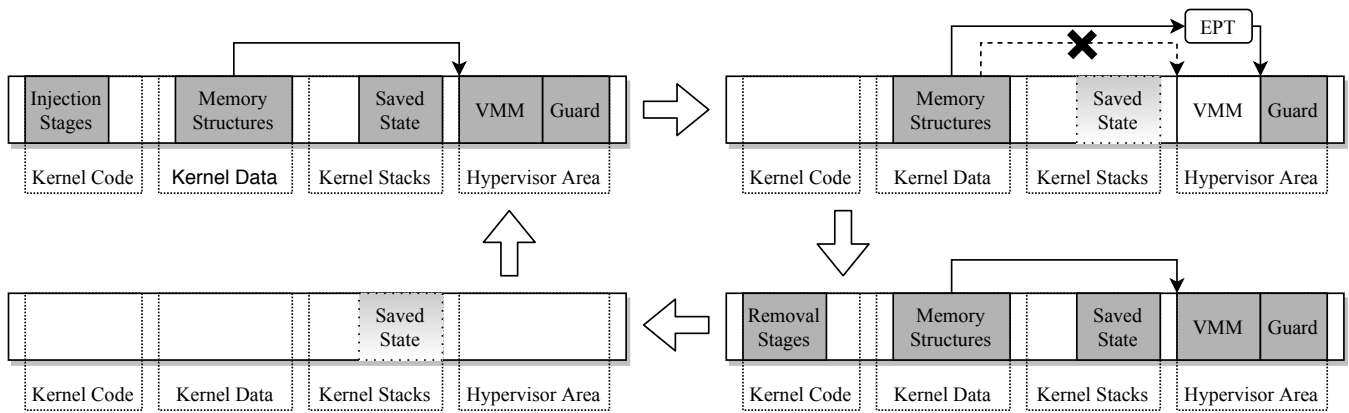 EPT
Injection
Stages
Memory
Structures
Saved
State
VMM
Guard
Kernel Code
Kernel Data
Kernel Stacks
Hypervisor Area
Memory
Structures
Saved
State
VMM
Guard
Kernel Code
Kernel Data
Kernel Stacks
Hypervisor Area
Saved
State
Kernel Code
Kernel Data
Kernel Stacks
Hypervisor Area
Removal
Stages
Memory
Structures
Saved
State
VMM
Guard
Kernel Code
Kernel Data
Kernel Stacks
Hypervisor Area